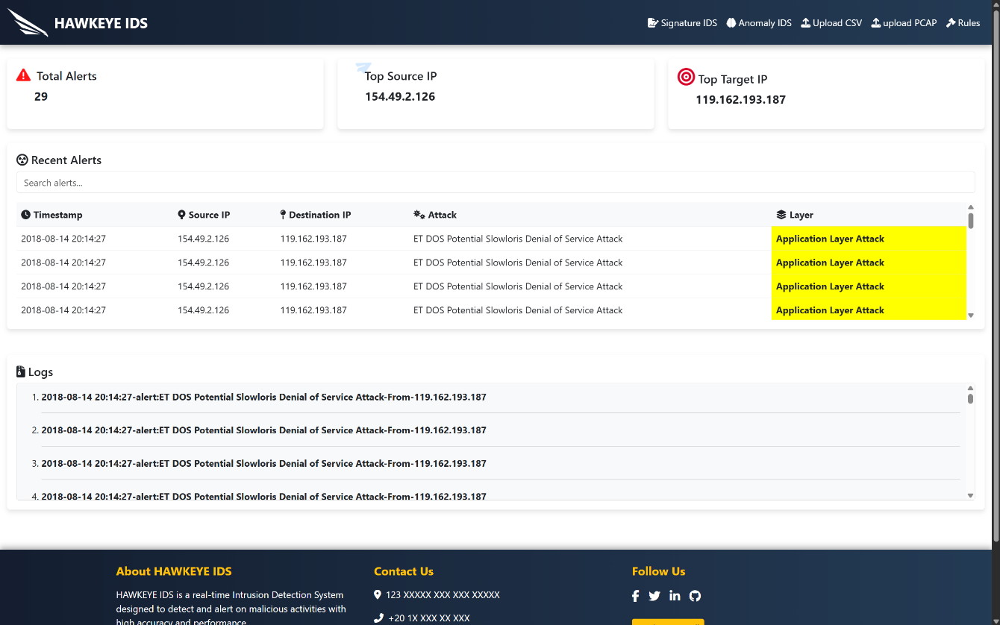 HAWKEYE IDS
Signature IDS Anomaly IDS Upload CSV upload PCAP Rules
Total Alerts
29
Top Source IP
154.49.2.126
Top Target IP
119.162.193.187
Recent Alerts
Search alerts...
Timestamp Source IP Destination IP Attack Layer
2018-08-14 20:14:27 154.49.2.126 119.162.193.187 ET DOS Potential Slowloris Denial of Service Attack Application Layer Attack
2018-08-14 20:14:27 154.49.2.126 119.162.193.187 ET DOS Potential Slowloris Denial of Service Attack Application Layer Attack
2018-08-14 20:14:27 154.49.2.126 119.162.193.187 ET DOS Potential Slowloris Denial of Service Attack Application Layer Attack
2018-08-14 20:14:27 154.49.2.126 119.162.193.187 ET DOS Potential Slowloris Denial of Service Attack Application Layer Attack
Logs
1. 2018-08-14 20:14:27-alert:ET DOS Potential Slowloris Denial of Service Attack-From-119.162.193.187
2. 2018-08-14 20:14:27-alert:ET DOS Potential Slowloris Denial of Service Attack-From-119.162.193.187
3. 2018-08-14 20:14:27-alert:ET DOS Potential Slowloris Denial of Service Attack-From-119.162.193.187
4. 2018-08-14 20:14:27-alert:ET DOS Potential Slowloris Denial of Service Attack-From-119.162.193.187
About HAWKEYE IDS
HAWKEYE IDS is a real-time Intrusion Detection System
designed to detect and alert on malicious activities with
high accuracy and performance.
Contact Us
123 XXXXX XXX XXX XXXXX
+20 1X XXX XX XXX
Follow Us